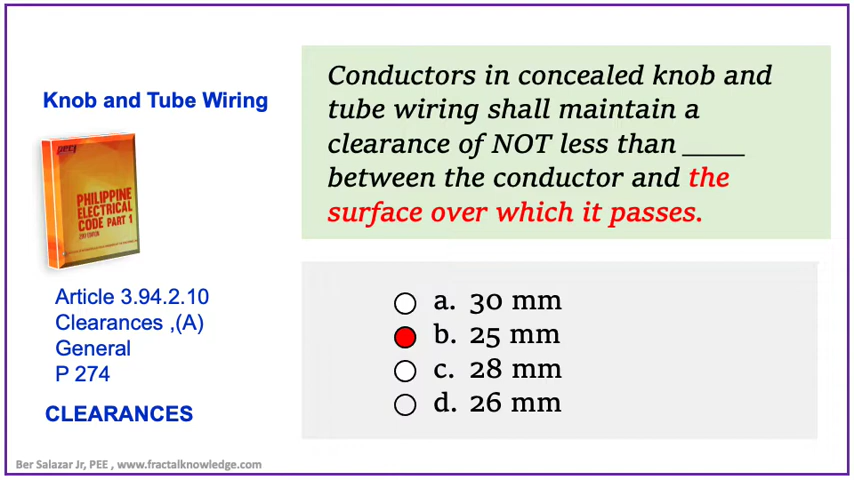 Knob and Tube Wiring
PHILIPPINE
ELECTRICAL
CODE PART 1
Article 3.94.2.10
Clearances ,(A)
General
P 274
CLEARANCES
Conductors in concealed knob and
tube wiring shall maintain a
clearance of NOT less than ____
between the conductor and the
surface over which it passes.
a. 30 mm
b. 25 mm
c. 28 mm
d. 26 mm
Ber Salazar Jr, PEE , www.fractalknowledge.com